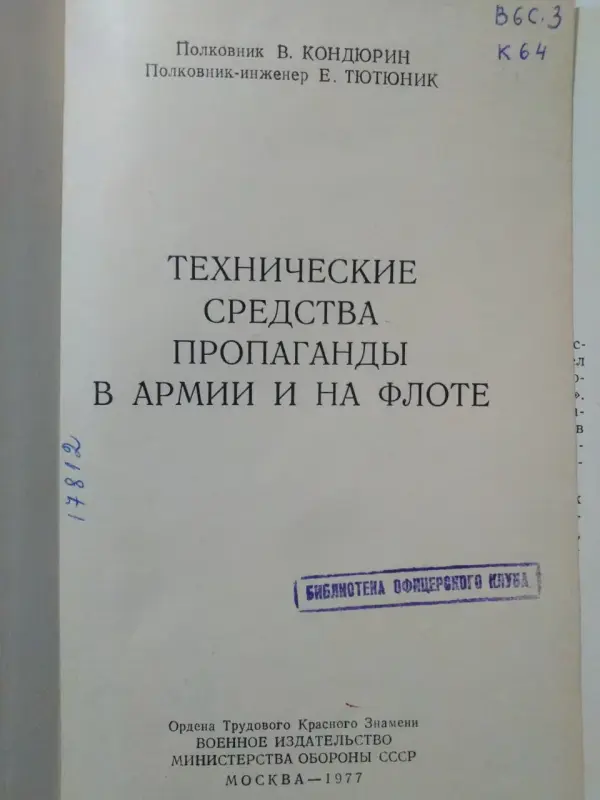 В6С.3
К 64
Полковник В. КОНДЮРИН
Полковник-инженер Е. ТЮТЮНИК
ТЕХНИЧЕСКИЕ
СРЕДСТВА
ПРОПАГАНДЫ
В АРМИИ И НА ФЛОТЕ
17812
БИБЛИОТЕКА ОФИЦЕРСКОГО КЛУБА
Ордена Трудового Красного Знамени
ВОЕННОЕ ИЗДАТЕЛЬСТВО
МИНИСТЕРСТВА ОБОРОНЫ СССР
МОСКВА—1977